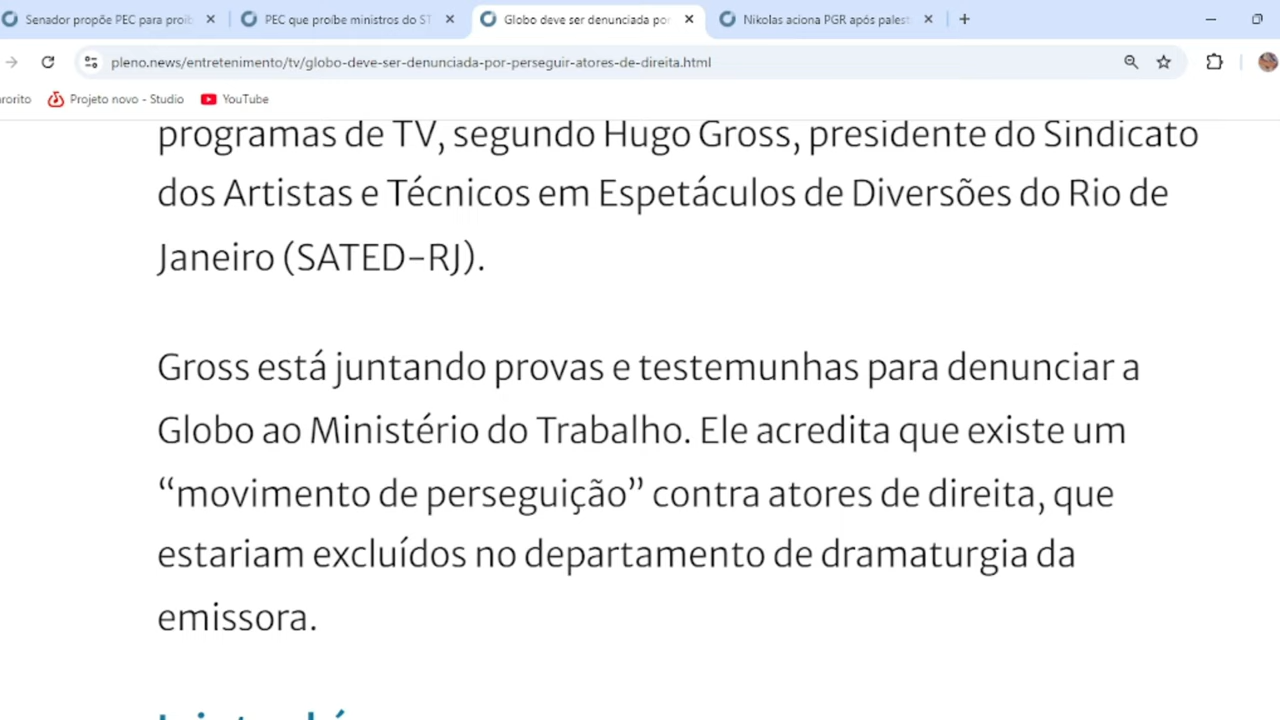 Senador propõe PEC para proib
PEC que proíbe ministros do ST
Globo deve ser denunciada por
Nikolas aciona PGR após palest
pleno.news/entretenimento/tv/globo-deve-ser-denunciada-por-perseguir-atores-de-direita.html
rorito
Projeto novo - Studio
YouTube
programas de TV, segundo Hugo Gross, presidente do Sindicato
dos Artistas e Técnicos em Espetáculos de Diversões do Rio de
Janeiro (SATED-RJ).
Gross está juntando provas e testemunhas para denunciar a
Globo ao Ministério do Trabalho. Ele acredita que existe um
“movimento de perseguição” contra atores de direita, que
estariam excluídos no departamento de dramaturgia da
emissora.